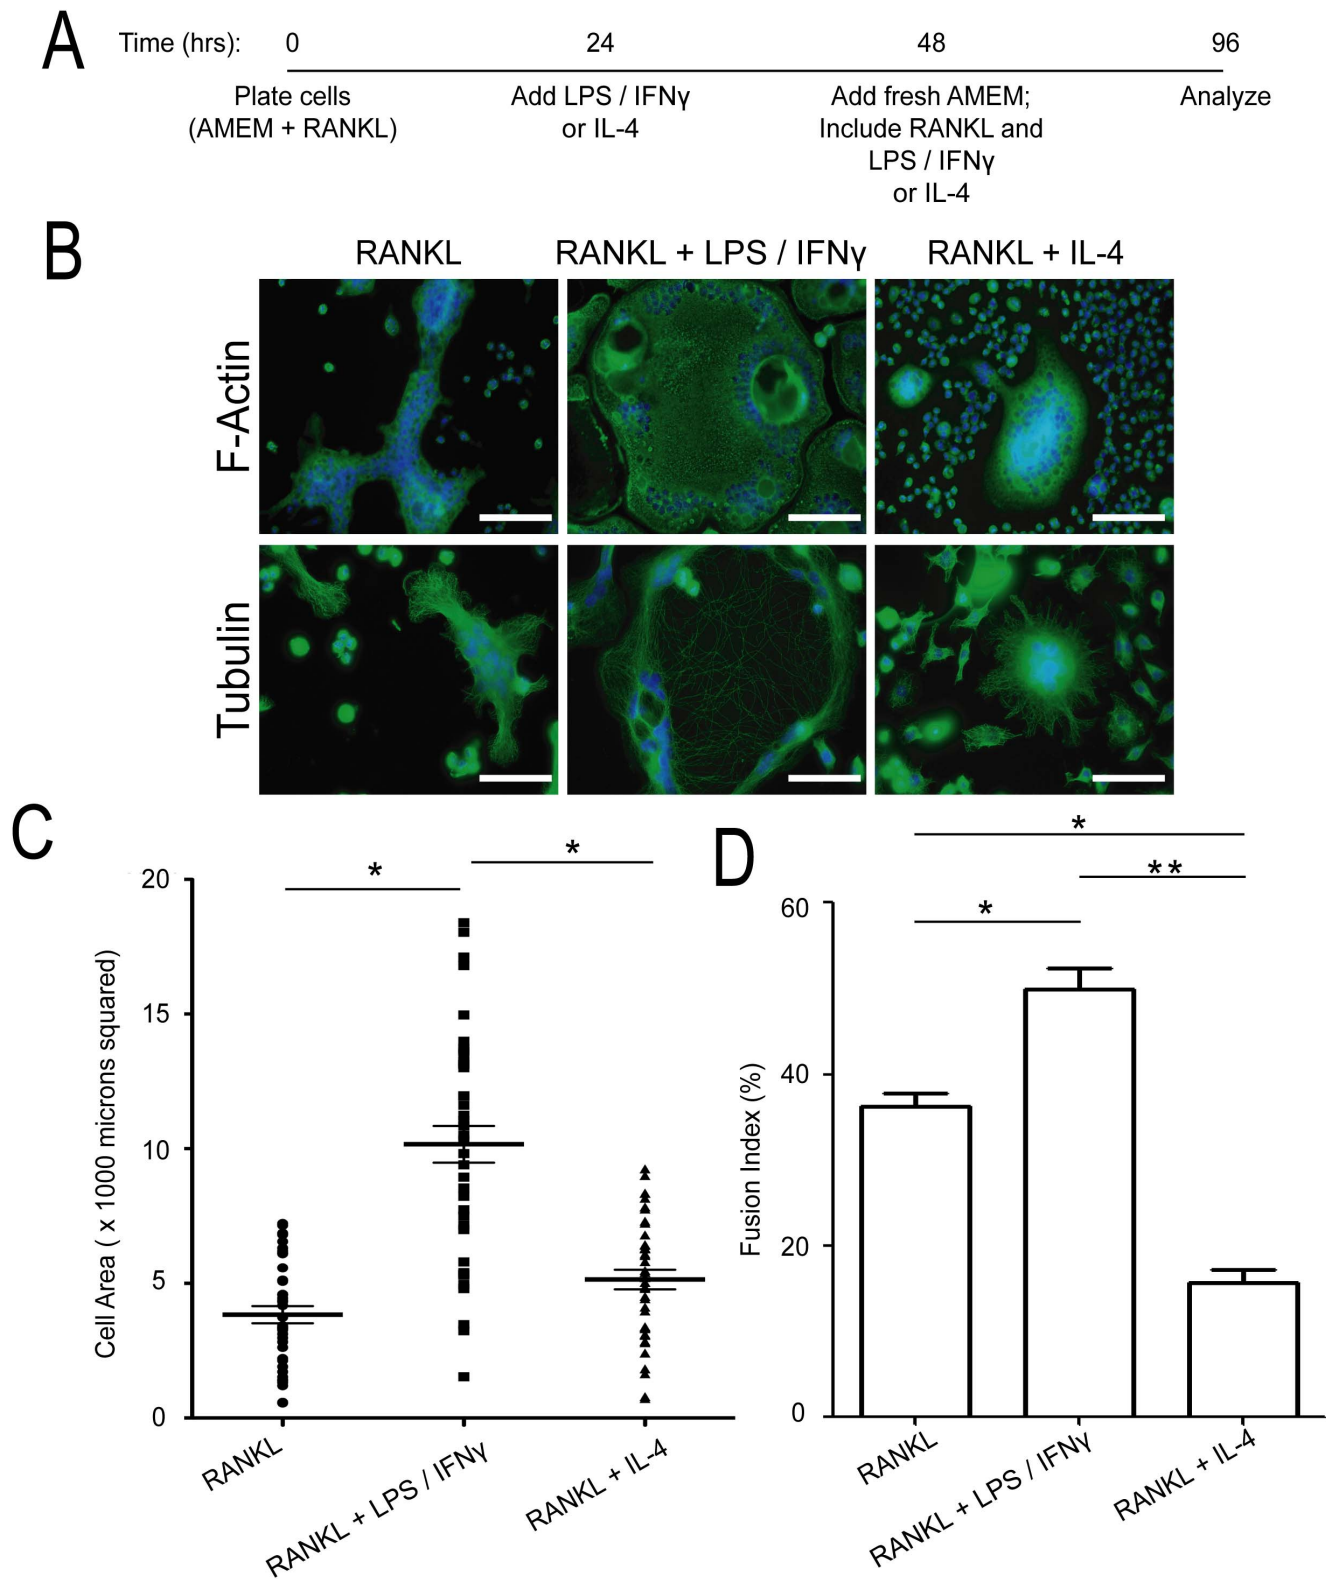 A
Time (hrs): 0 24 48 96
Plate cells
(AMEM + RANKL)
Add LPS / IFNγ
or IL-4
Add fresh AMEM;
Include RANKL and
LPS / IFNγ
or IL-4
Analyze
B
RANKL RANKL + LPS / IFNγ RANKL + IL-4
F-Actin
Tubulin
C
* *
Cell Area ( x 1000 microns squared)
20
15
10
5
0
RANKL
RANKL + LPS / IFNγ
RANKL + IL-4
D
*
**
*
Fusion Index (%)
60
40
20
0
RANKL
RANKL + LPS / IFNγ
RANKL + IL-4